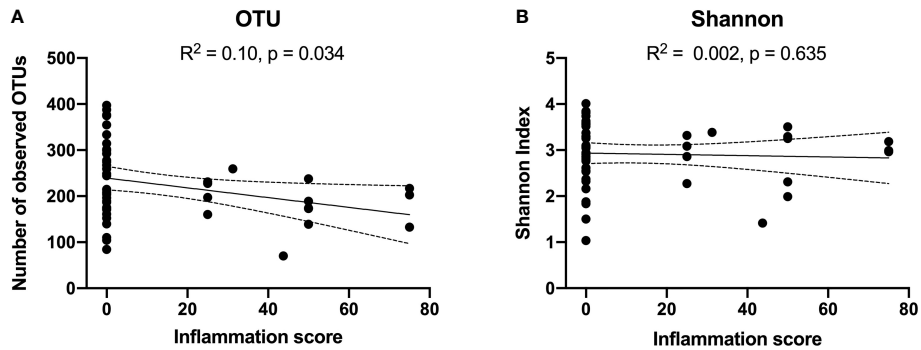 A
OTU
R² = 0.10, p = 0.034
Number of observed OTUs
500
400
300
200
100
0
0 20 40 60 80
Inflammation score
B
Shannon
R² = 0.002, p = 0.635
Shannon Index
5
4
3
2
1
0
0 20 40 60 80
Inflammation score